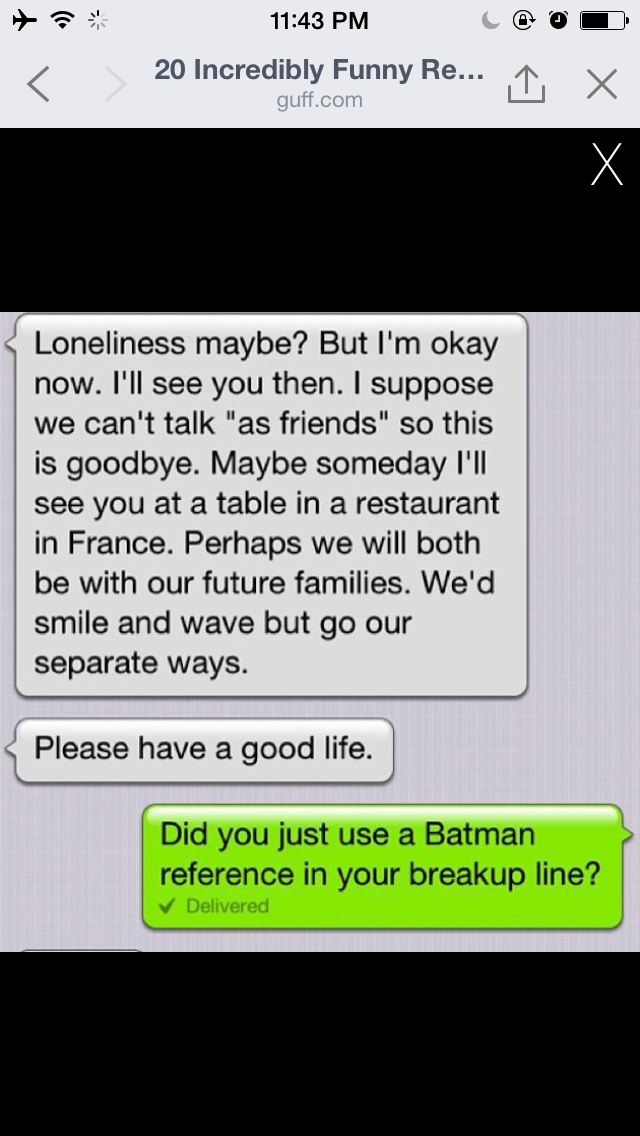 11:43 PM
20 Incredibly Funny Re...
guff.com
Loneliness maybe? But I'm okay
now. I'll see you then. I suppose
we can't talk "as friends" so this
is goodbye. Maybe someday I'll
see you at a table in a restaurant
in France. Perhaps we will both
be with our future families. We'd
smile and wave but go our
separate ways.
Please have a good life.
Did you just use a Batman
reference in your breakup line?
✓ Delivered